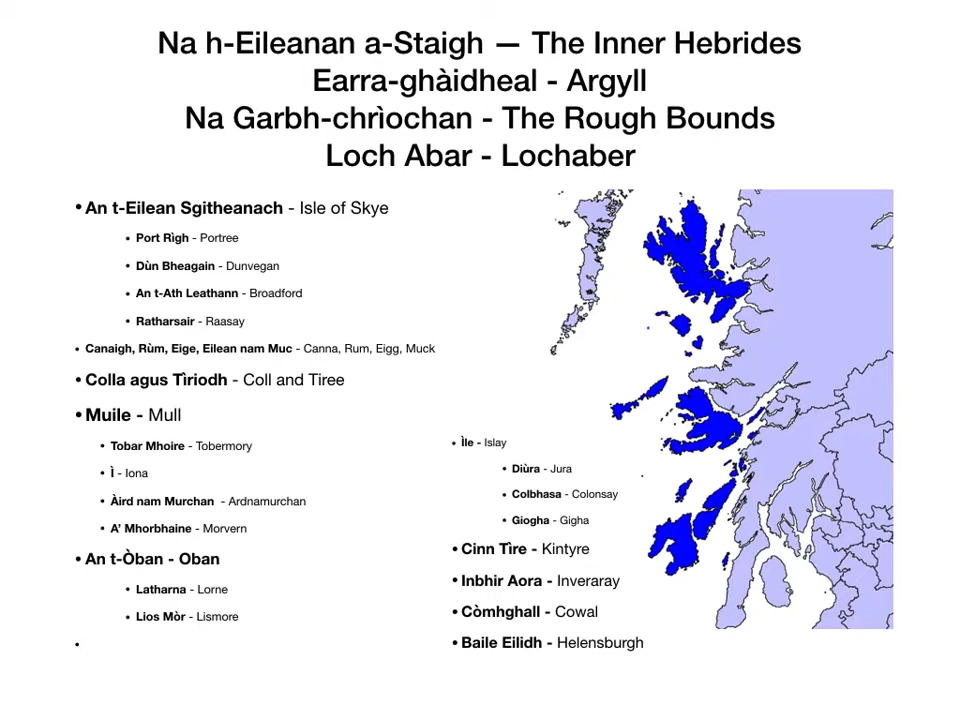 Na h-Eileanan a-Staigh — The Inner Hebrides
Earra-ghàidheal - Argyll
Na Garbh-chrìochan - The Rough Bounds
Loch Abar - Lochaber
• An t-Eilean Sgitheanach - Isle of Skye
• Port Rìgh - Portree
• Dùn Bheagain - Dunvegan
• An t-Ath Leathann - Broadford
• Ratharsair - Raasay
• Canaigh, Rùm, Eige, Eilean nam Muc - Canna, Rum, Eigg, Muck
• Colla agus Tìriodh - Coll and Tiree
• Muile - Mull
• Tobar Mhoire - Tobermory
• Ì - Iona
• Àird nam Murchan - Ardnamurchan
• A’ Mhorbhaine - Morvern
• An t-Òban - Oban
• Latharna - Lorne
• Lios Mòr - Lismore
•
• Ìle - Islay
• Diùra - Jura
• Colbhasa - Colonsay
• Giogha - Gigha
• Cinn Tìre - Kintyre
• Inbhir Aora - Inveraray
• Còmhghall - Cowal
• Baile Eilidh - Helensburgh